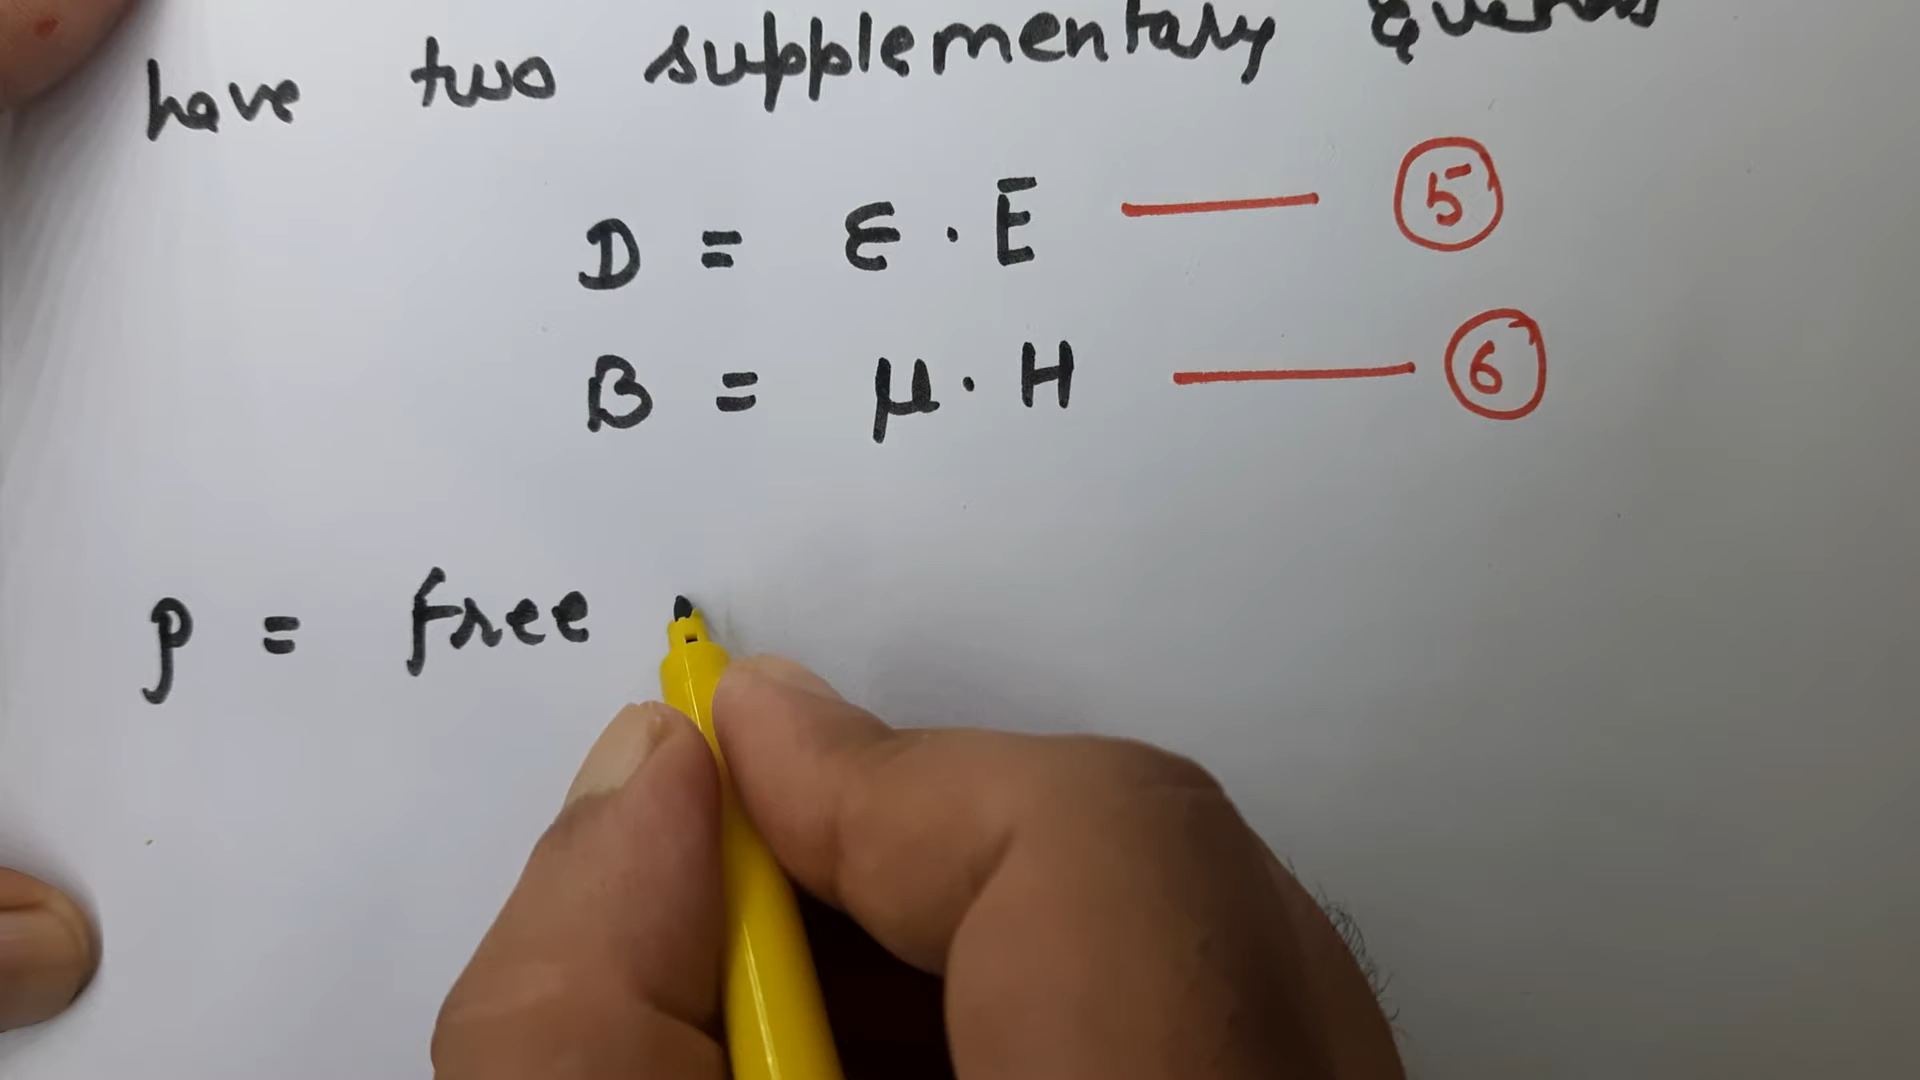 have two supplementary
D = ε · Ē 5
B = μ · H 6
ρ = free